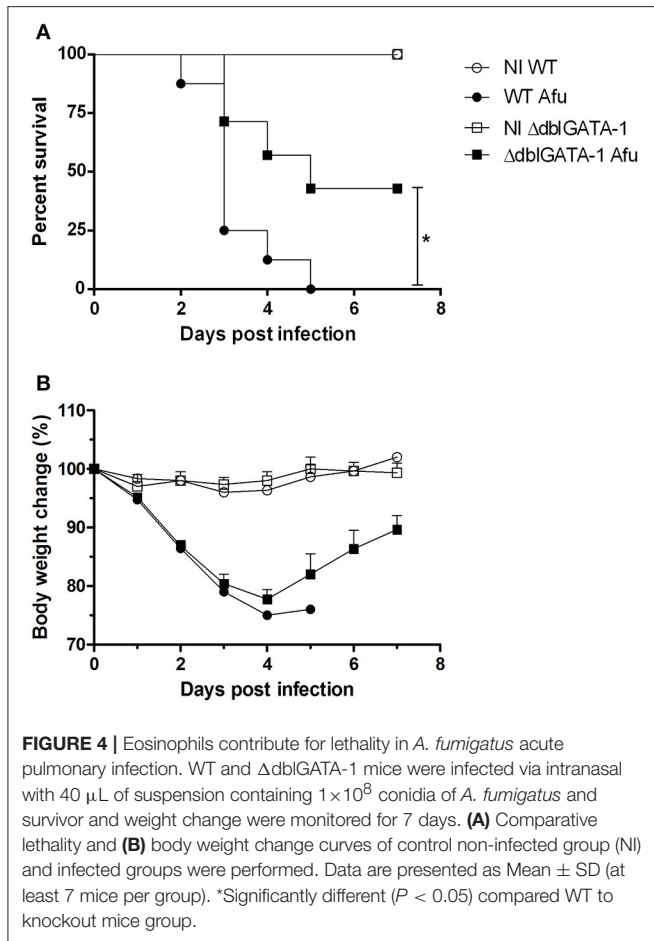 A
100
75
50
25
0
Percent survival
0 2 4 6 8
Days post infection
*
NI WT
WT Afu
NI ΔdblGATA-1
ΔdblGATA-1 Afu
B
110
100
90
80
70
Body weight change (%)
0 2 4 6 8
Days post infection
FIGURE 4 | Eosinophils contribute for lethality in A. fumigatus acute
pulmonary infection. WT and ΔdblGATA-1 mice were infected via intranasal
with 40 μL of suspension containing 1×10⁸ conidia of A. fumigatus and
survivor and weight change were monitored for 7 days. (A) Comparative
lethality and (B) body weight change curves of control non-infected group (NI)
and infected groups were performed. Data are presented as Mean ± SD (at
least 7 mice per group). *Significantly different (P < 0.05) compared WT to
knockout mice group.